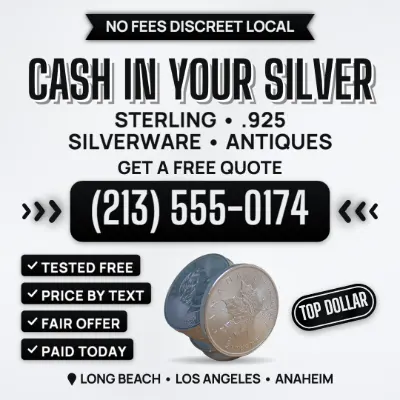 NO FEES DISCREET LOCAL
CASH IN YOUR SILVER
STERLING • .925
SILVERWARE • ANTIQUES
GET A FREE QUOTE
(213) 555-0174
✓ TESTED FREE
✓ PRICE BY TEXT
✓ FAIR OFFER
✓ PAID TODAY
TOP DOLLAR
LONG BEACH • LOS ANGELES • ANAHEIM